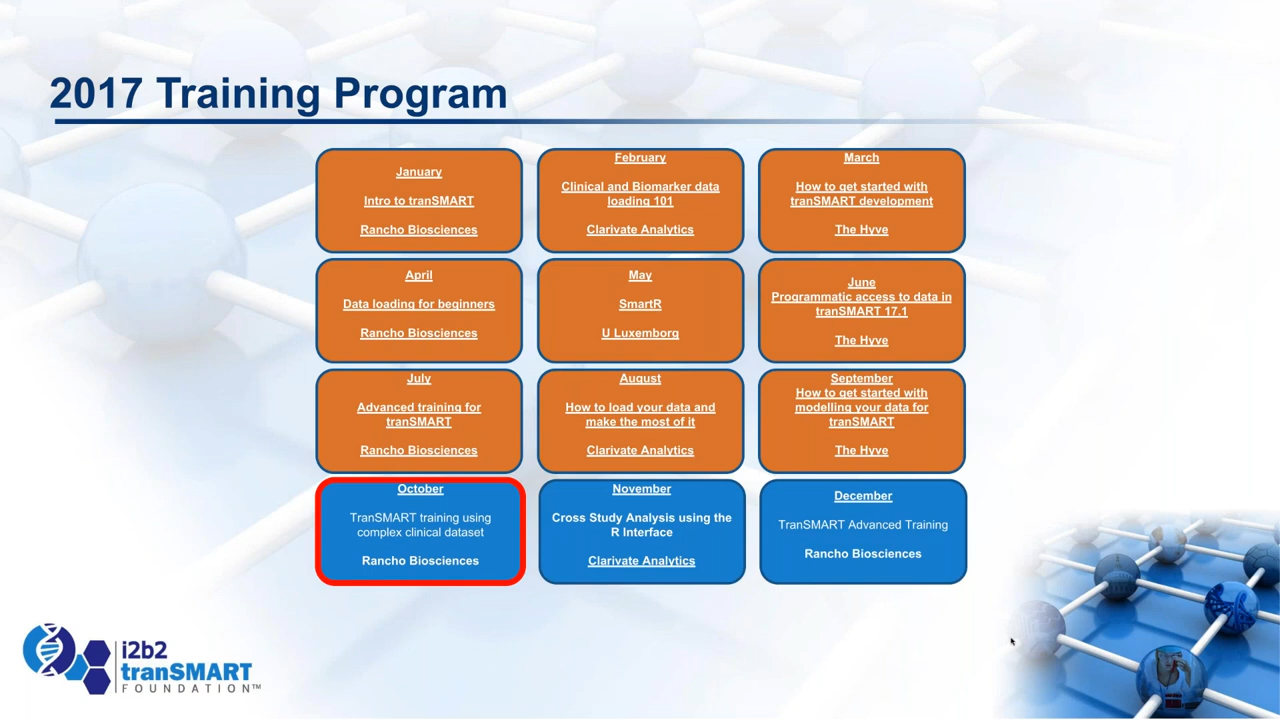 2017 Training Program
January
Intro to tranSMART
Rancho Biosciences
February
Clinical and Biomarker data
loading 101
Clarivate Analytics
March
How to get started with
tranSMART development
The Hyve
April
Data loading for beginners
Rancho Biosciences
May
SmartR
U Luxemborg
June
Programmatic access to data in
tranSMART 17.1
The Hyve
July
Advanced training for
tranSMART
Rancho Biosciences
August
How to load your data and
make the most of it
Clarivate Analytics
September
How to get started with
modelling your data for
tranSMART
The Hyve
October
TranSMART training using
complex clinical dataset
Rancho Biosciences
November
Cross Study Analysis using the
R Interface
Clarivate Analytics
December
TranSMART Advanced Training
Rancho Biosciences
i2b2
tranSMART
FOUNDATION™